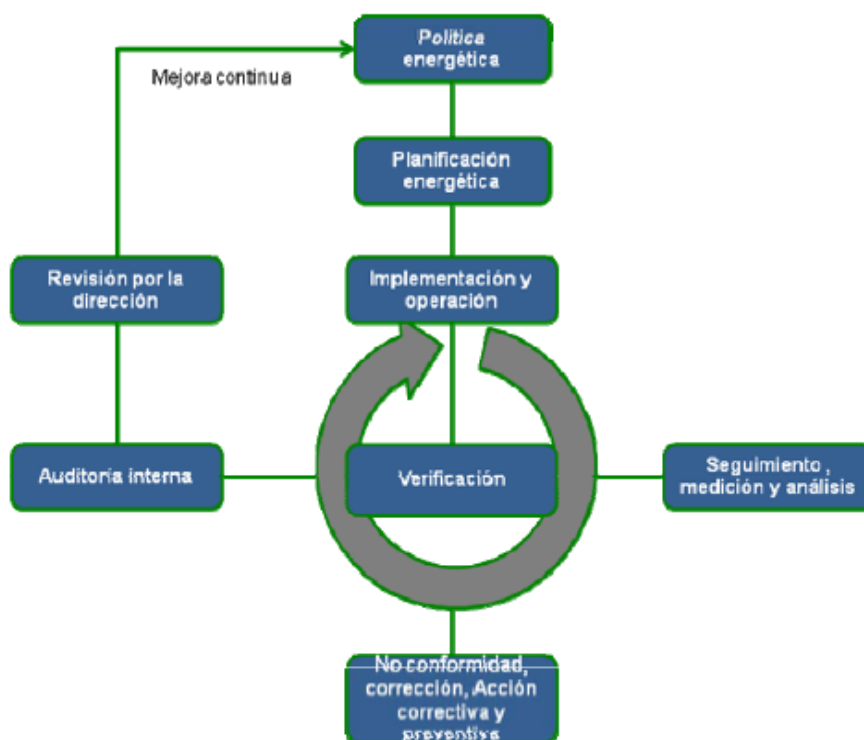 Política
energética
Mejora continua
Planificación
energética
Revisión por la
dirección
Implementación y
operación
Auditoría interna
Verificación
Seguimiento,
medición y análisis
No conformidad,
corrección, Acción
correctiva y
preventiva